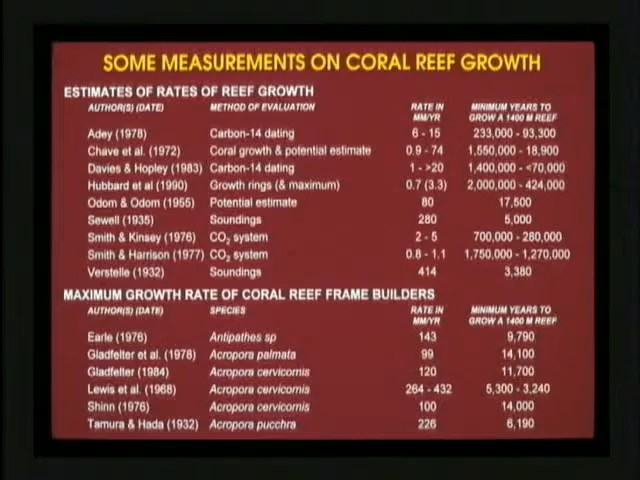 SOME MEASUREMENTS ON CORAL REEF GROWTH
ESTIMATES OF RATES OF REEF GROWTH
AUTHOR(S) (DATE) METHOD OF EVALUATION RATE IN MM/YR MINIMUM YEARS TO GROW A 1400 M REEF
Adey (1978) Carbon-14 dating 6 - 15 233,000 - 93,300
Chave et al. (1972) Coral growth & potential estimate 0.9 - 74 1,550,000 - 18,900
Davies & Hopley (1983) Carbon-14 dating 1 - >20 1,400,000 - <70,000
Hubbard et al (1990) Growth rings (& maximum) 0.7 (3.3) 2,000,000 - 424,000
Odom & Odom (1955) Potential estimate 80 17,500
Sewell (1935) Soundings 280 5,000
Smith & Kinsey (1976) CO₂ system 2 - 5 700,000 - 280,000
Smith & Harrison (1977) CO₂ system 0.8 - 1.1 1,750,000 - 1,270,000
Verstelle (1932) Soundings 414 3,380
MAXIMUM GROWTH RATE OF CORAL REEF FRAME BUILDERS
AUTHOR(S) (DATE) SPECIES RATE IN MM/YR MINIMUM YEARS TO GROW A 1400 M REEF
Earle (1976) Antipathes sp 143 9,790
Gladfelter et al. (1978) Acropora palmata 99 14,100
Gladfelter (1984) Acropora cervicornis 120 11,700
Lewis et al. (1968) Acropora cervicornis 264 - 432 5,300 - 3,240
Shinn (1976) Acropora cervicornis 100 14,000
Tamura & Hada (1932) Acropora pucchra 226 6,190